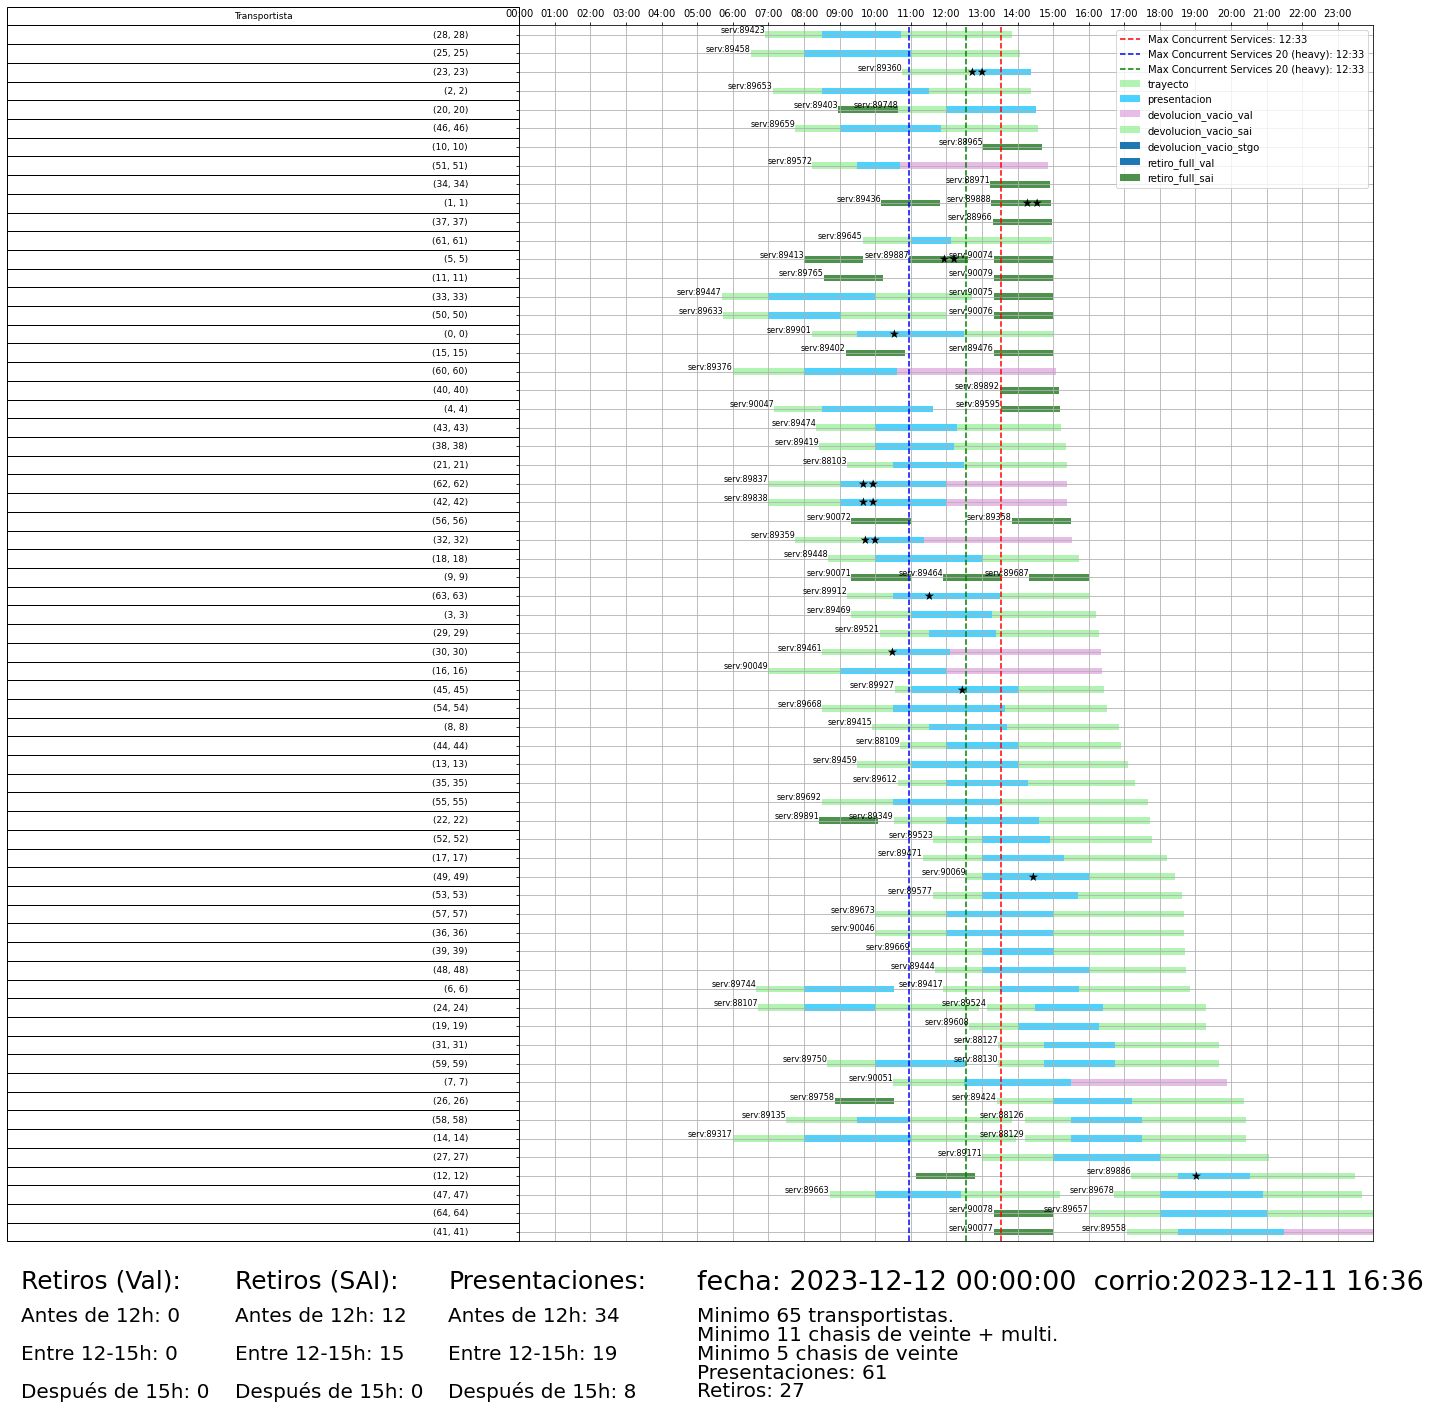 Transportista 00:00 01:00 02:00 03:00 04:00 05:00 06:00 07:00 08:00 09:00 10:00 11:00 12:00 13:00 14:00 15:00 16:00 17:00 18:00 19:00 20:00 21:00 22:00 23:00
Max Concurrent Services: 12:33
Max Concurrent Services 20 (heavy): 12:33
Max Concurrent Services 20 (heavy): 12:33
trayecto
presentacion
devolucion_vacio_val
devolucion_vacio_sai
devolucion_vacio_stgo
retiro_full_val
retiro_full_sai
(28, 28) serv:89423
(25, 25) serv:89458
(23, 23) serv:89360
(2, 2) serv:89653
(20, 20) serv:89403 serv:89748
(46, 46) serv:89659
(10, 10) serv:88965
(51, 51) serv:89572
(34, 34) serv:88971
(1, 1) serv:89436 serv:89888
(37, 37) serv:88966
(61, 61) serv:89645
(5, 5) serv:89413 serv:89887 serv:90074
(11, 11) serv:89765 serv:90079
(33, 33) serv:89447 serv:90075
(50, 50) serv:89633 serv:90076
(0, 0) serv:89901
(15, 15) serv:89402 serv:89476
(60, 60) serv:89376
(40, 40) serv:89892
(4, 4) serv:90047 serv:89595
(43, 43) serv:89474
(38, 38) serv:89419
(21, 21) serv:88103
(62, 62) serv:89837
(42, 42) serv:89838
(56, 56) serv:90072 serv:89358
(32, 32) serv:89359
(18, 18) serv:89448
(9, 9) serv:90071 serv:89464 serv:89687
(63, 63) serv:89912
(3, 3) serv:89469
(29, 29) serv:89521
(30, 30) serv:89461
(16, 16) serv:90049
(45, 45) serv:89927
(54, 54) serv:89668
(8, 8) serv:89415
(44, 44) serv:88109
(13, 13) serv:89459
(35, 35) serv:89612
(55, 55) serv:89692
(22, 22) serv:89891 serv:89349
(52, 52) serv:89523
(17, 17) serv:89471
(49, 49) serv:90069
(53, 53) serv:89577
(57, 57) serv:89673
(36, 36) serv:90046
(39, 39) serv:89669
(48, 48) serv:89444
(6, 6) serv:89744 serv:89417
(24, 24) serv:88107 serv:89524
(19, 19) serv:89608
(31, 31) serv:88127
(59, 59) serv:89750 serv:88130
(7, 7) serv:90051
(26, 26) serv:89758 serv:89424
(58, 58) serv:89135 serv:88126
(14, 14) serv:89317 serv:88129
(27, 27) serv:89171
(12, 12) serv:89886
(47, 47) serv:89663 serv:89678
(64, 64) serv:90078 serv:89657
(41, 41) serv:90077 serv:89558
Retiros (Val): Retiros (SAI): Presentaciones: fecha: 2023-12-12 00:00:00 corrio:2023-12-11 16:36
Antes de 12h: 0 Antes de 12h: 12 Antes de 12h: 34 Minimo 65 transportistas.
Minimo 11 chasis de veinte + multi.
Entre 12-15h: 0 Entre 12-15h: 15 Entre 12-15h: 19 Minimo 5 chasis de veinte
Presentaciones: 61
Después de 15h: 0 Después de 15h: 0 Después de 15h: 8 Retiros: 27